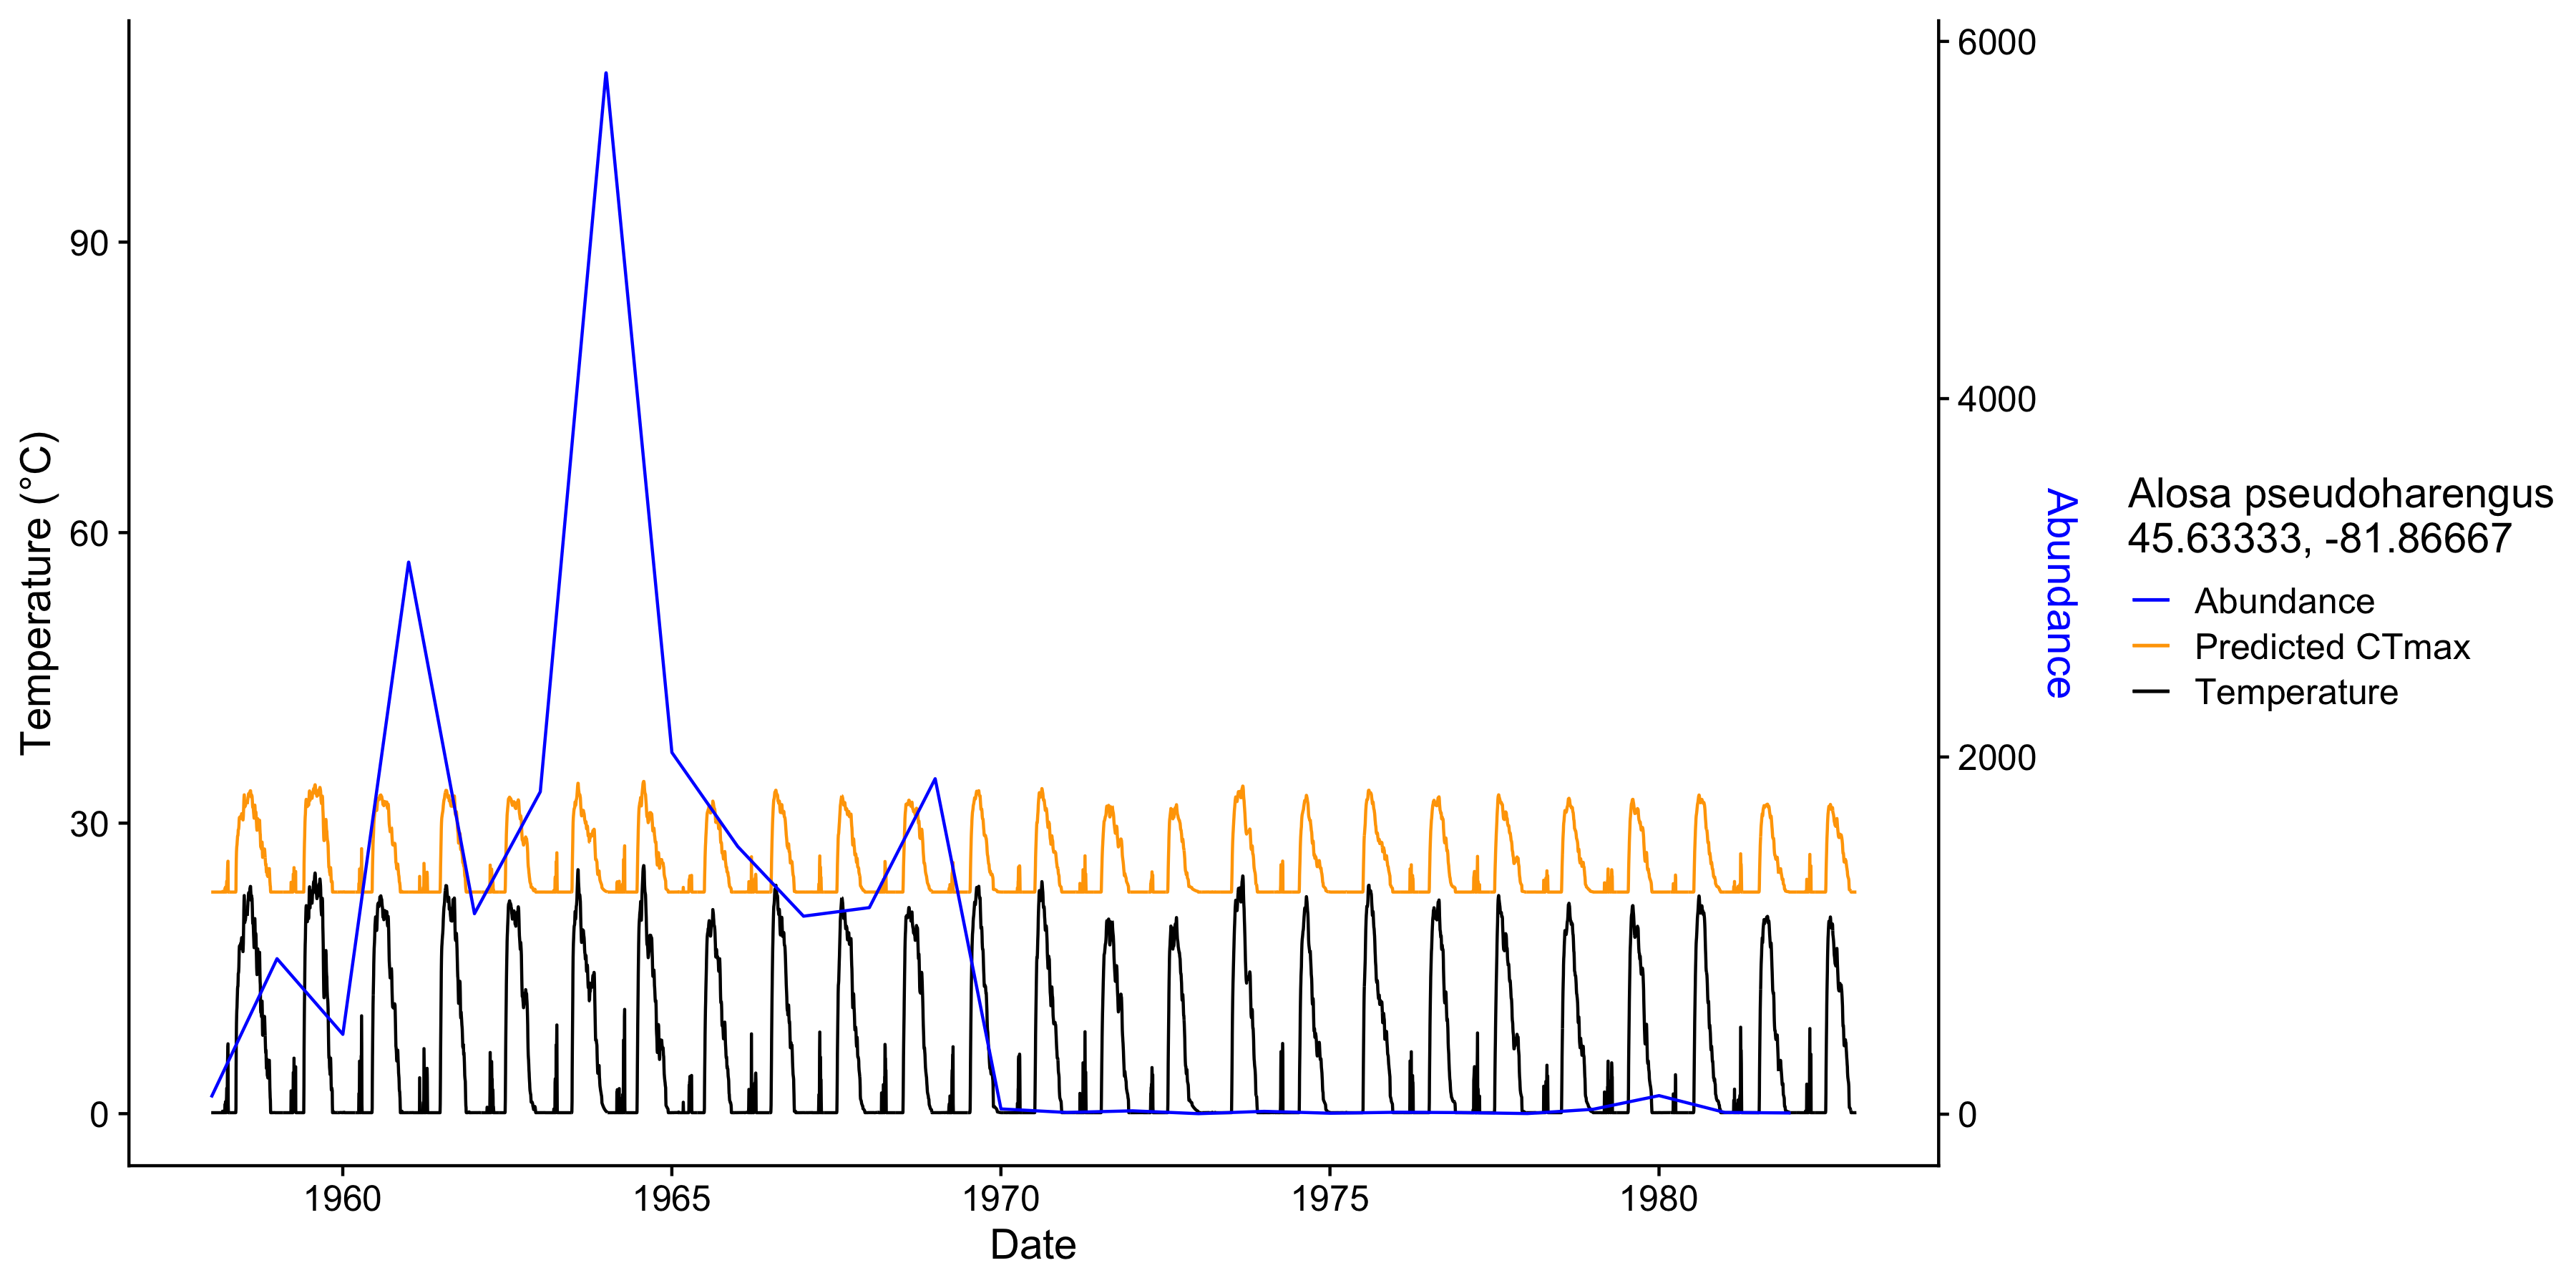 Temperature (°C)
90
60
30
0
1960
1965
1970
1975
1980
Date
6000
4000
2000
0
Abundance
Alosa pseudoharengus
45.63333, -81.86667
Abundance
Predicted CTmax
Temperature